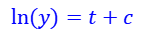 ln(y) = t + c